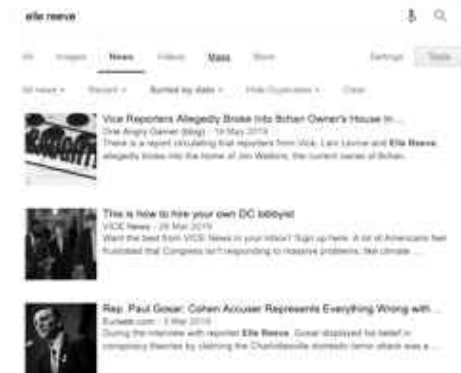 elle reeve
All Images News Videos Maps More Settings Tools
All news Recent Sorted by date Hide Duplicates Clear
Vice Reporters Allegedly Broke Into 8chan Owner's House In ...
One Angry Gamer (blog) - 19 May 2019
There is a report circulating that reporters from Vice, Lani Levine and Elle Reeve,
allegedly broke into the home of Jim Watkins, the current owner of 8chan.
This is how to hire your own DC lobbyist
VICE News - 26 Mar 2019
Want the best from VICE News in your inbox? Sign up here. A lot of Americans feel
frustrated that Congress isn't responding to massive problems, like climate ...
Rep. Paul Gosar: Cohen Accuser Represents Everything Wrong with ...
Mar 2019
During the interview with reporter Elle Reeve, Gosar displayed his belief in
conspiracy theories by claiming the Charlottesville domestic terror attack was a ...